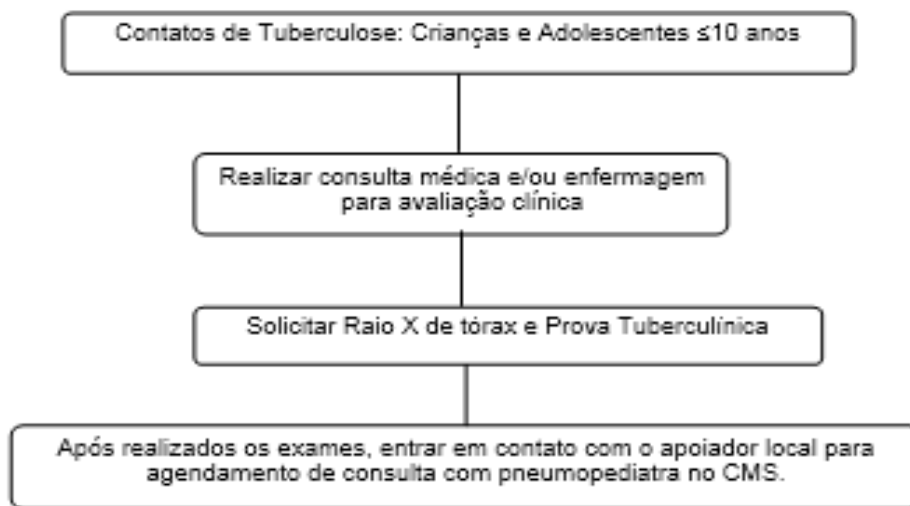 Contatos de Tuberculose: Crianças e Adolescentes ≤10 anos
Realizar consulta médica e/ou enfermagem
para avaliação clínica
Solicitar Raio X de tórax e Prova Tuberculínica
Após realizados os exames, entrar em contato com o apoiador local para
agendamento de consulta com pneumopediatra no CMS.